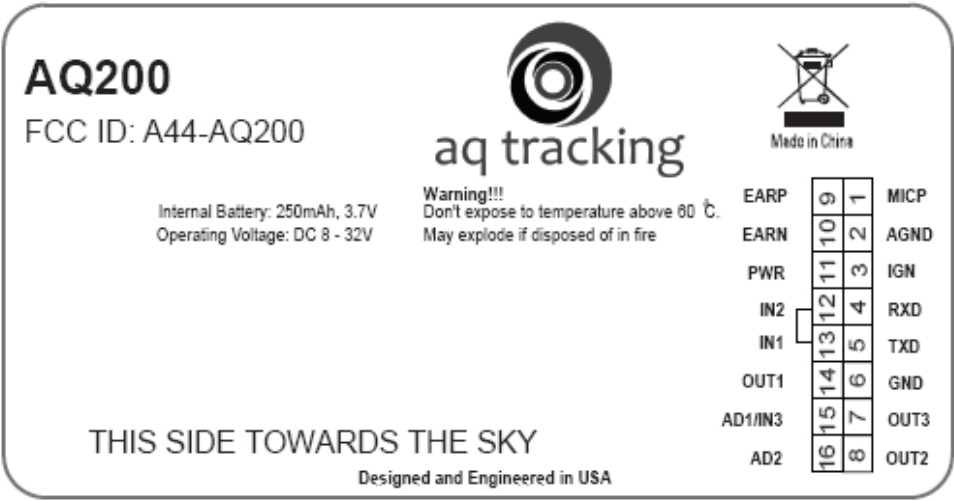 AQ200
FCC ID: A44-AQ200
aq tracking
Made in China
Internal Battery: 250mAh, 3.7V
Operating Voltage: DC 8 - 32V
Warning!!!
Don't expose to temperature above 60 °C.
May explode if disposed of in fire
EARP 9 1 MICP
EARN 10 2 AGND
PWR 11 3 IGN
IN2 12 4 RXD
IN1 13 5 TXD
OUT1 14 6 GND
AD1/IN3 15 7 OUT3
AD2 16 8 OUT2
THIS SIDE TOWARDS THE SKY
Designed and Engineered in USA